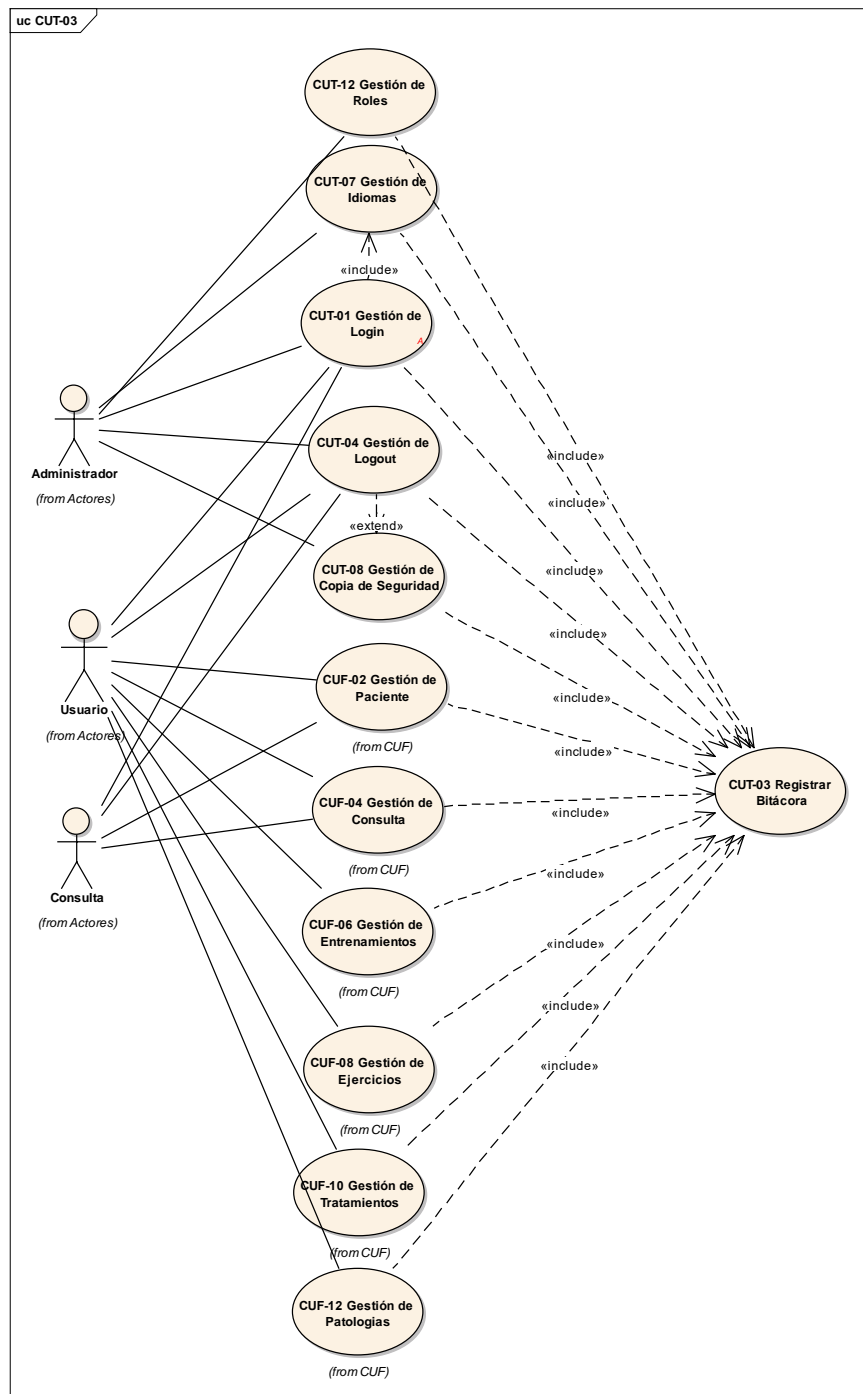 uc CUT-03
CUT-12 Gestión de
Roles
CUT-07 Gestión de
Idiomas
«include»
CUT-01 Gestión de
Login
A
Administrador
(from Actores)
CUT-04 Gestión de
Logout
«include»
«include»
«extend»
«include»
CUT-08 Gestión de
Copia de Seguridad
«include»
Usuario
(from Actores)
CUF-02 Gestión de
Paciente
(from CUF)
«include»
«include»
CUT-03 Registrar
Bitácora
Consulta
(from Actores)
CUF-04 Gestión de
Consulta
(from CUF)
«include»
«include»
CUF-06 Gestión de
Entrenamientos
(from CUF)
«include»
CUF-08 Gestión de
Ejercicios
(from CUF)
«include»
«include»
CUF-10 Gestión de
Tratamientos
(from CUF)
CUF-12 Gestión de
Patologias
(from CUF)